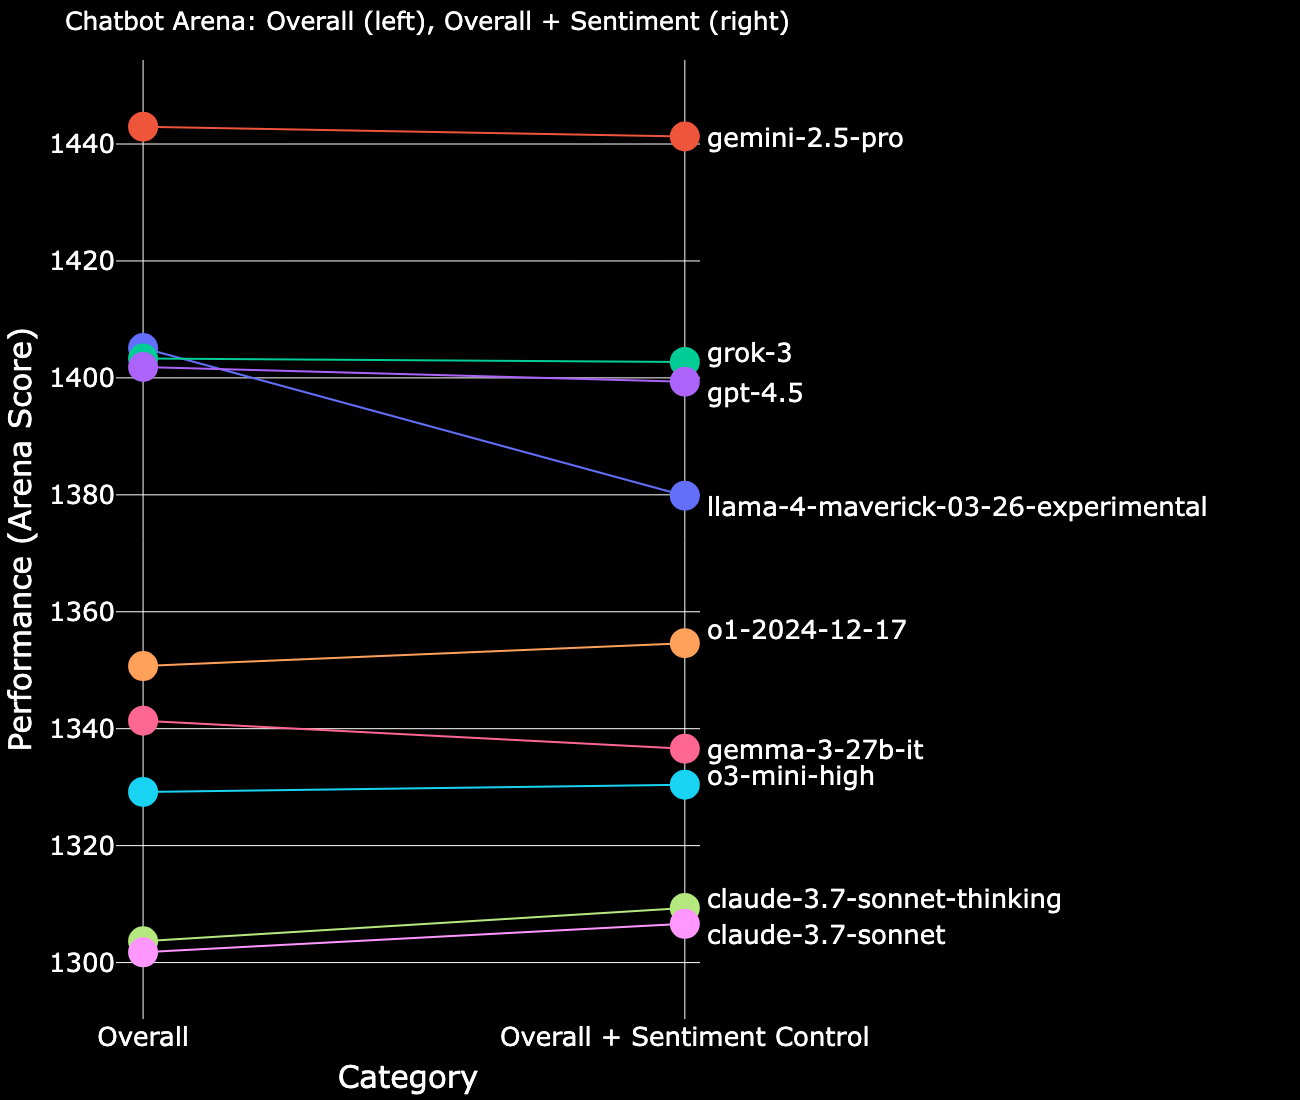 Chatbot Arena: Overall (left), Overall + Sentiment (right)
Performance (Arena Score)
1440
1420
1400
1380
1360
1340
1320
1300
gemini-2.5-pro
grok-3
gpt-4.5
llama-4-maverick-03-26-experimental
o1-2024-12-17
gemma-3-27b-it
o3-mini-high
claude-3.7-sonnet-thinking
claude-3.7-sonnet
Overall
Overall + Sentiment Control
Category